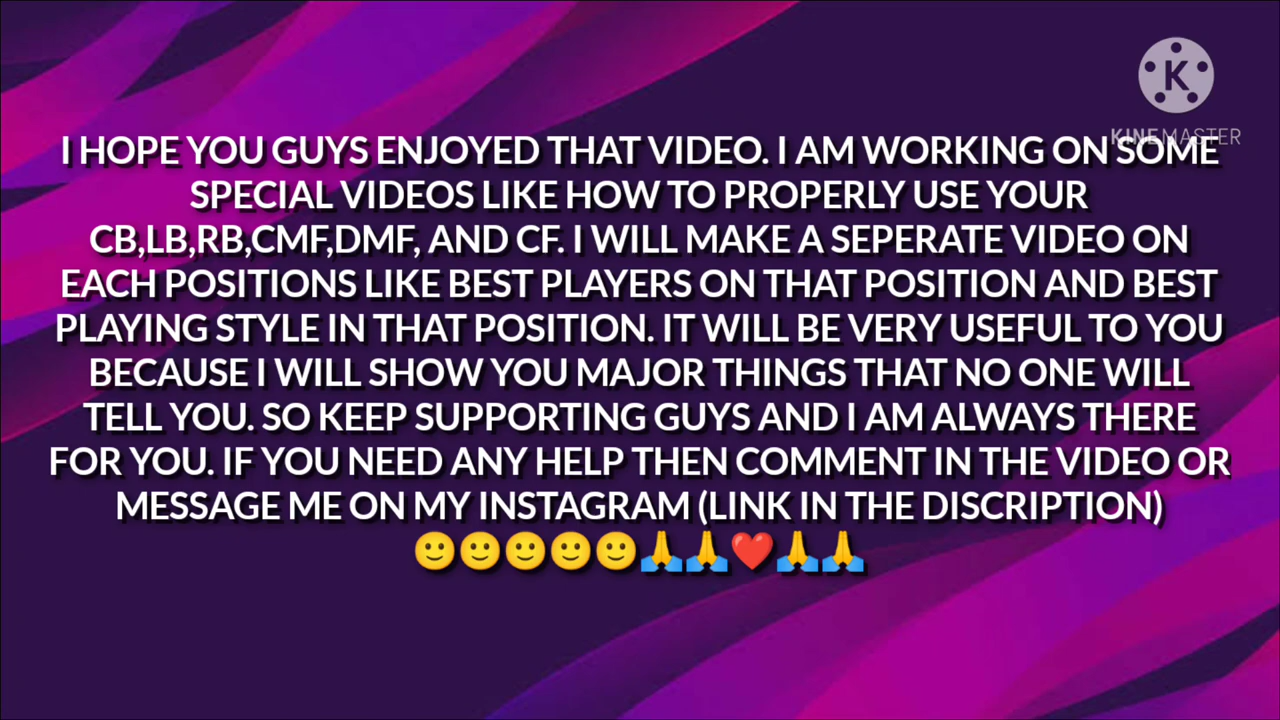 KINEMASTER
I HOPE YOU GUYS ENJOYED THAT VIDEO. I AM WORKING ON SOME
SPECIAL VIDEOS LIKE HOW TO PROPERLY USE YOUR
CB,LB,RB,CMF,DMF, AND CF. I WILL MAKE A SEPERATE VIDEO ON
EACH POSITIONS LIKE BEST PLAYERS ON THAT POSITION AND BEST
PLAYING STYLE IN THAT POSITION. IT WILL BE VERY USEFUL TO YOU
BECAUSE I WILL SHOW YOU MAJOR THINGS THAT NO ONE WILL
TELL YOU. SO KEEP SUPPORTING GUYS AND I AM ALWAYS THERE
FOR YOU. IF YOU NEED ANY HELP THEN COMMENT IN THE VIDEO OR
MESSAGE ME ON MY INSTAGRAM (LINK IN THE DISCRIPTION)
🙂🙂🙂🙂🙂🙏🙏❤️🙏🙏